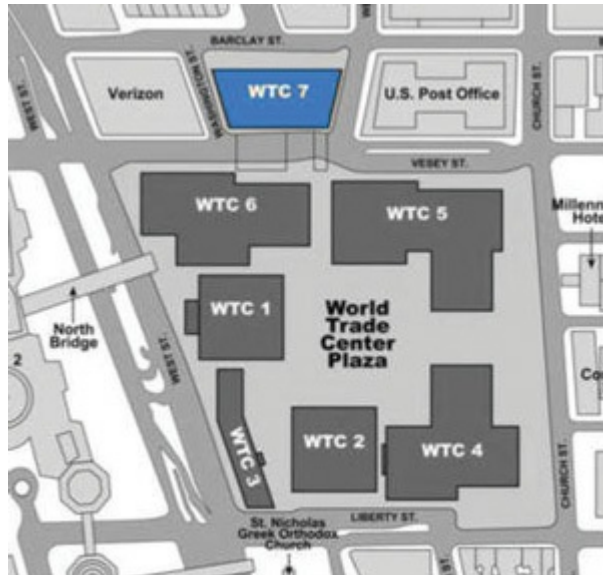 BARCLAY ST.
WEST ST.
Verizon
WASHINGTON ST.
WTC 7
U.S. Post Office
CHURCH ST.
VESEY ST.
WTC 6
WTC 5
Millenn
Hote
WTC 1
World
Trade
Center
Plaza
North
Bridge
2
WEST ST.
Co
WTC 3
WTC 2
WTC 4
CHURCH ST.
LIBERTY ST.
St. Nicholas
Greek Orthodox
Church